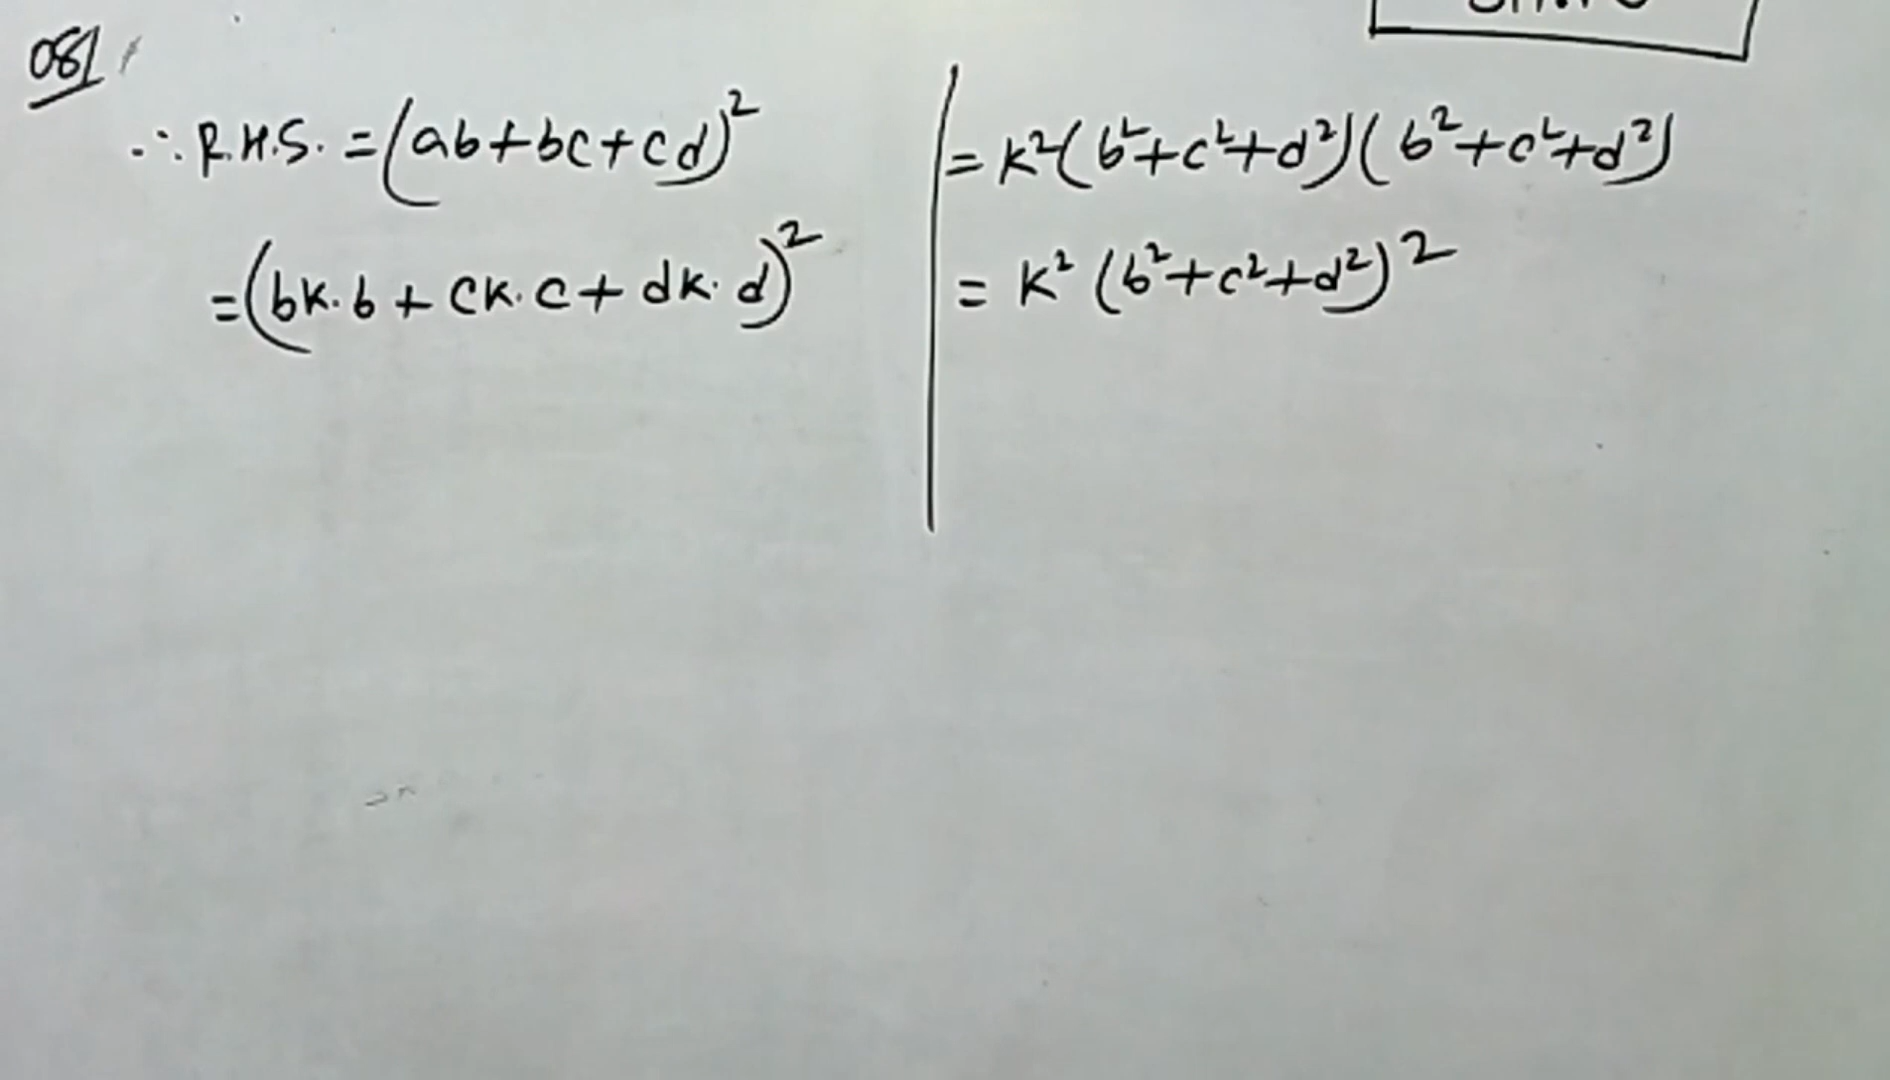 081
∴ R.H.S. = (ab+bc+cd)²
= (bk.b + ck.c + dk.d)²
= k²(b²+c²+d²)(b²+c²+d²)
= k² (b²+c²+d²)²